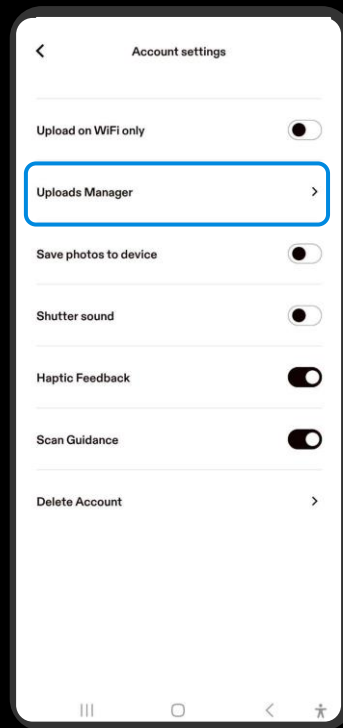 Account settings
Upload on WiFi only
Uploads Manager
Save photos to device
Shutter sound
Haptic Feedback
Scan Guidance
Delete Account